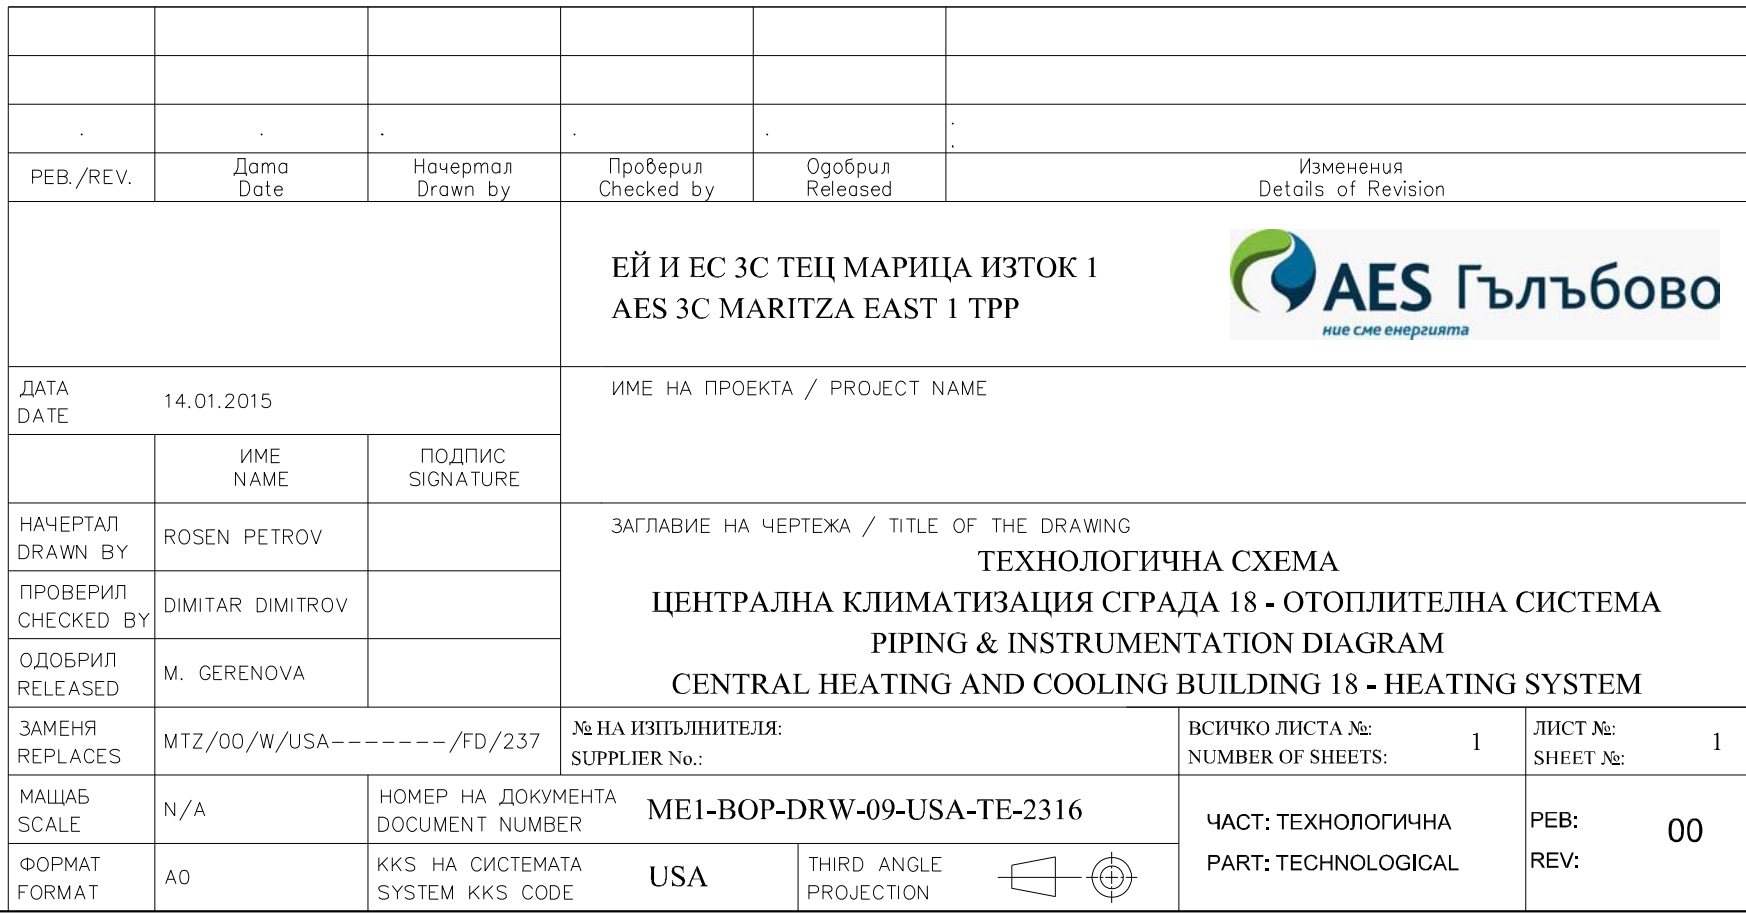 РЕВ./REV.
Дата
Date
Начертал
Drawn by
Проверил
Checked by
Одобрил
Released
Изменения
Details of Revision
ЕЙ И ЕС 3С ТЕЦ МАРИЦА ИЗТОК 1
AES 3C MARITZA EAST 1 TPP
AES Гълъбово
ние сме енергията
ДАТА
DATE
14.01.2015
ИМЕ НА ПРОЕКТА / PROJECT NAME
ИМЕ
NAME
ПОДПИС
SIGNATURE
НАЧЕРТАЛ
DRAWN BY
ROSEN PETROV
ЗАГЛАВИЕ НА ЧЕРТЕЖА / TITLE OF THE DRAWING
ТЕХНОЛОГИЧНА СХЕМА
ЦЕНТРАЛНА КЛИМАТИЗАЦИЯ СГРАДА 18 - ОТОПЛИТЕЛНА СИСТЕМА
PIPING & INSTRUMENTATION DIAGRAM
CENTRAL HEATING AND COOLING BUILDING 18 - HEATING SYSTEM
ПРОВЕРИЛ
CHECKED BY
DIMITAR DIMITROV
ОДОБРИЛ
RELEASED
M. GERENOVA
ЗАМЕНЯ
REPLACES
MTZ/00/W/USA-------/FD/237
№ НА ИЗПЪЛНИТЕЛЯ:
SUPPLIER No.:
ВСИЧКО ЛИСТА №:
NUMBER OF SHEETS:
1
ЛИСТ №:
SHEET №:
1
МАЩАБ
SCALE
N/A
НОМЕР НА ДОКУМЕНТА
DOCUMENT NUMBER
ME1-BOP-DRW-09-USA-TE-2316
ЧАСТ: ТЕХНОЛОГИЧНА
PART: TECHNOLOGICAL
РЕВ:
REV:
00
ФОРМАТ
FORMAT
A0
KKS НА СИСТЕМАТА
SYSTEM KKS CODE
USA
THIRD ANGLE
PROJECTION